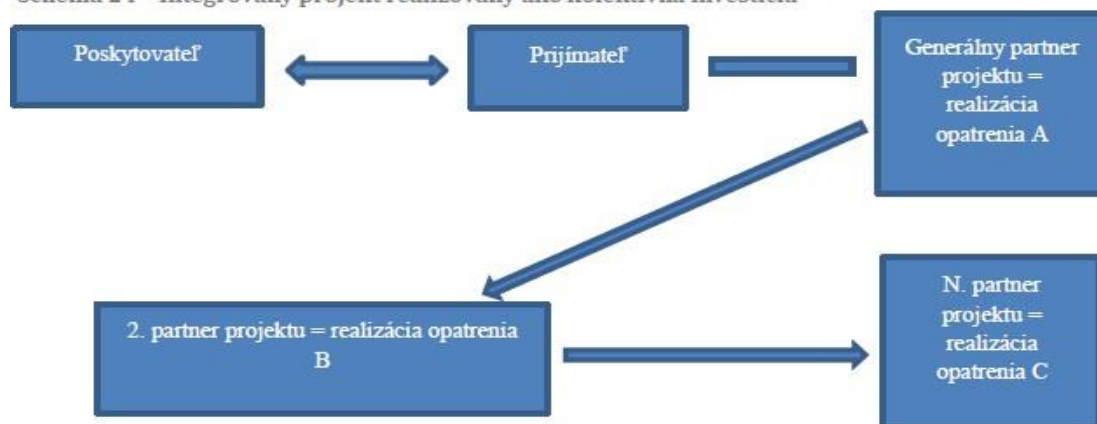 Poskytovateľ
Prijímateľ
Generálny partner
projektu =
realizácia
opatrenia A
2. partner projektu = realizácia opatrenia
B
N. partner
projektu =
realizácia
opatrenia C